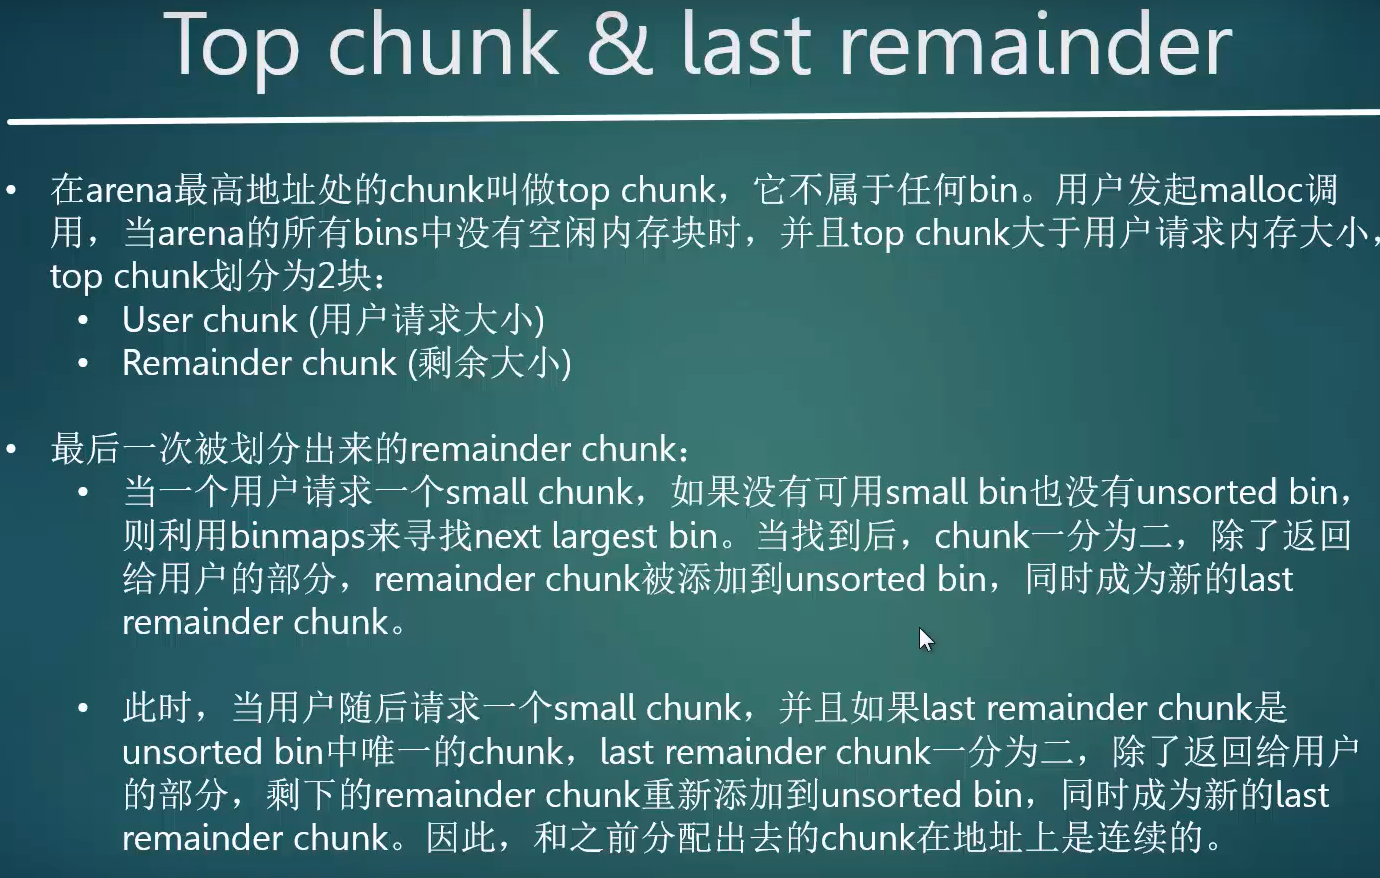 Top chunk & last remainder
• 在arena最高地址处的chunk叫做top chunk，它不属于任何bin。用户发起malloc调
用，当arena的所有bins中没有空闲内存块时，并且top chunk大于用户请求内存大小，
top chunk划分为2块：
• User chunk (用户请求大小)
• Remainder chunk (剩余大小)
• 最后一次被划分出来的remainder chunk：
• 当一个用户请求一个small chunk，如果没有可用small bin也没有unsorted bin，
则利用binmaps来寻找next largest bin。当找到后，chunk一分为二，除了返回
给用户的部分，remainder chunk被添加到unsorted bin，同时成为新的last
remainder chunk。
• 此时，当用户随后请求一个small chunk，并且如果last remainder chunk是
unsorted bin中唯一的chunk，last remainder chunk一分为二，除了返回给用户
的部分，剩下的remainder chunk重新添加到unsorted bin，同时成为新的last
remainder chunk。因此，和之前分配出去的chunk在地址上是连续的。